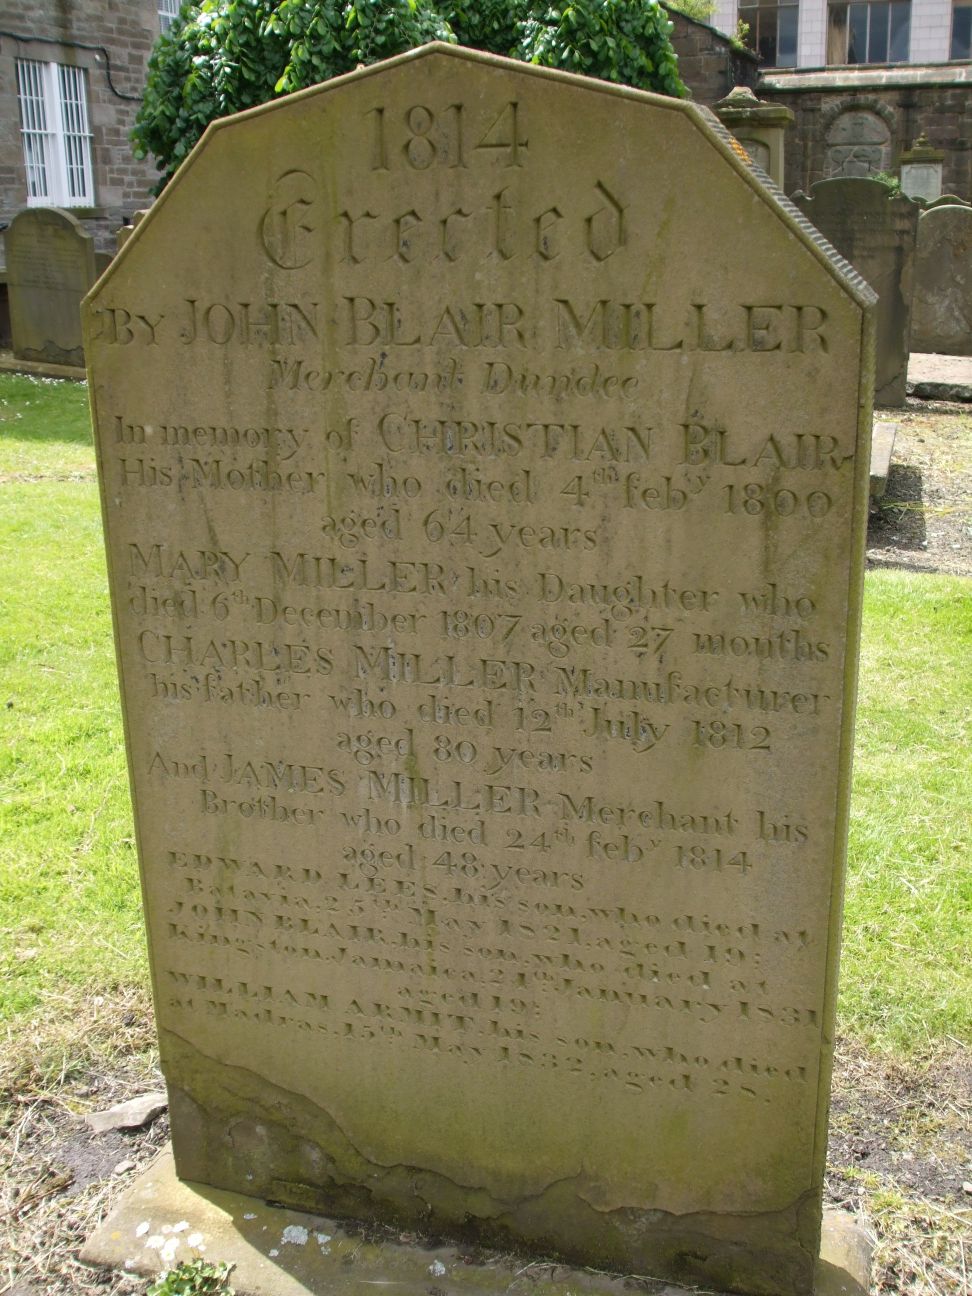 1814
Erected
BY JOHN BLAIR MILLER
Merchant Dundee
In memory of CHRISTIAN BLAIR
His Mother who died 4th feby 1800
aged 64 years
MARY MILLER his Daughter who
died 6th December 1807 aged 27 months
CHARLES MILLER Manufacturer
his father who died 12th July 1812
aged 80 years
And JAMES MILLER Merchant his
Brother who died 24th feby 1814
aged 48 years
EDWARD LEES, his son, who died at
Batavia, 25th May 1821, aged 19:
JOHN BLAIR, his son, who died at
Kingston, Jamaica, 21st January 1831
aged 19:
WILLIAM ARMIT, his son, who died
at Madras, 15th May 1832, aged 28.